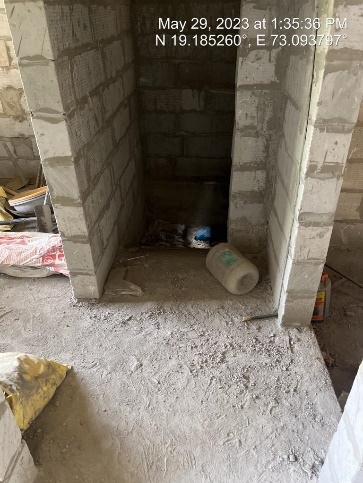 May 29, 2023 at 1:35:36 PM
N 19.185260°, E 73.093797°